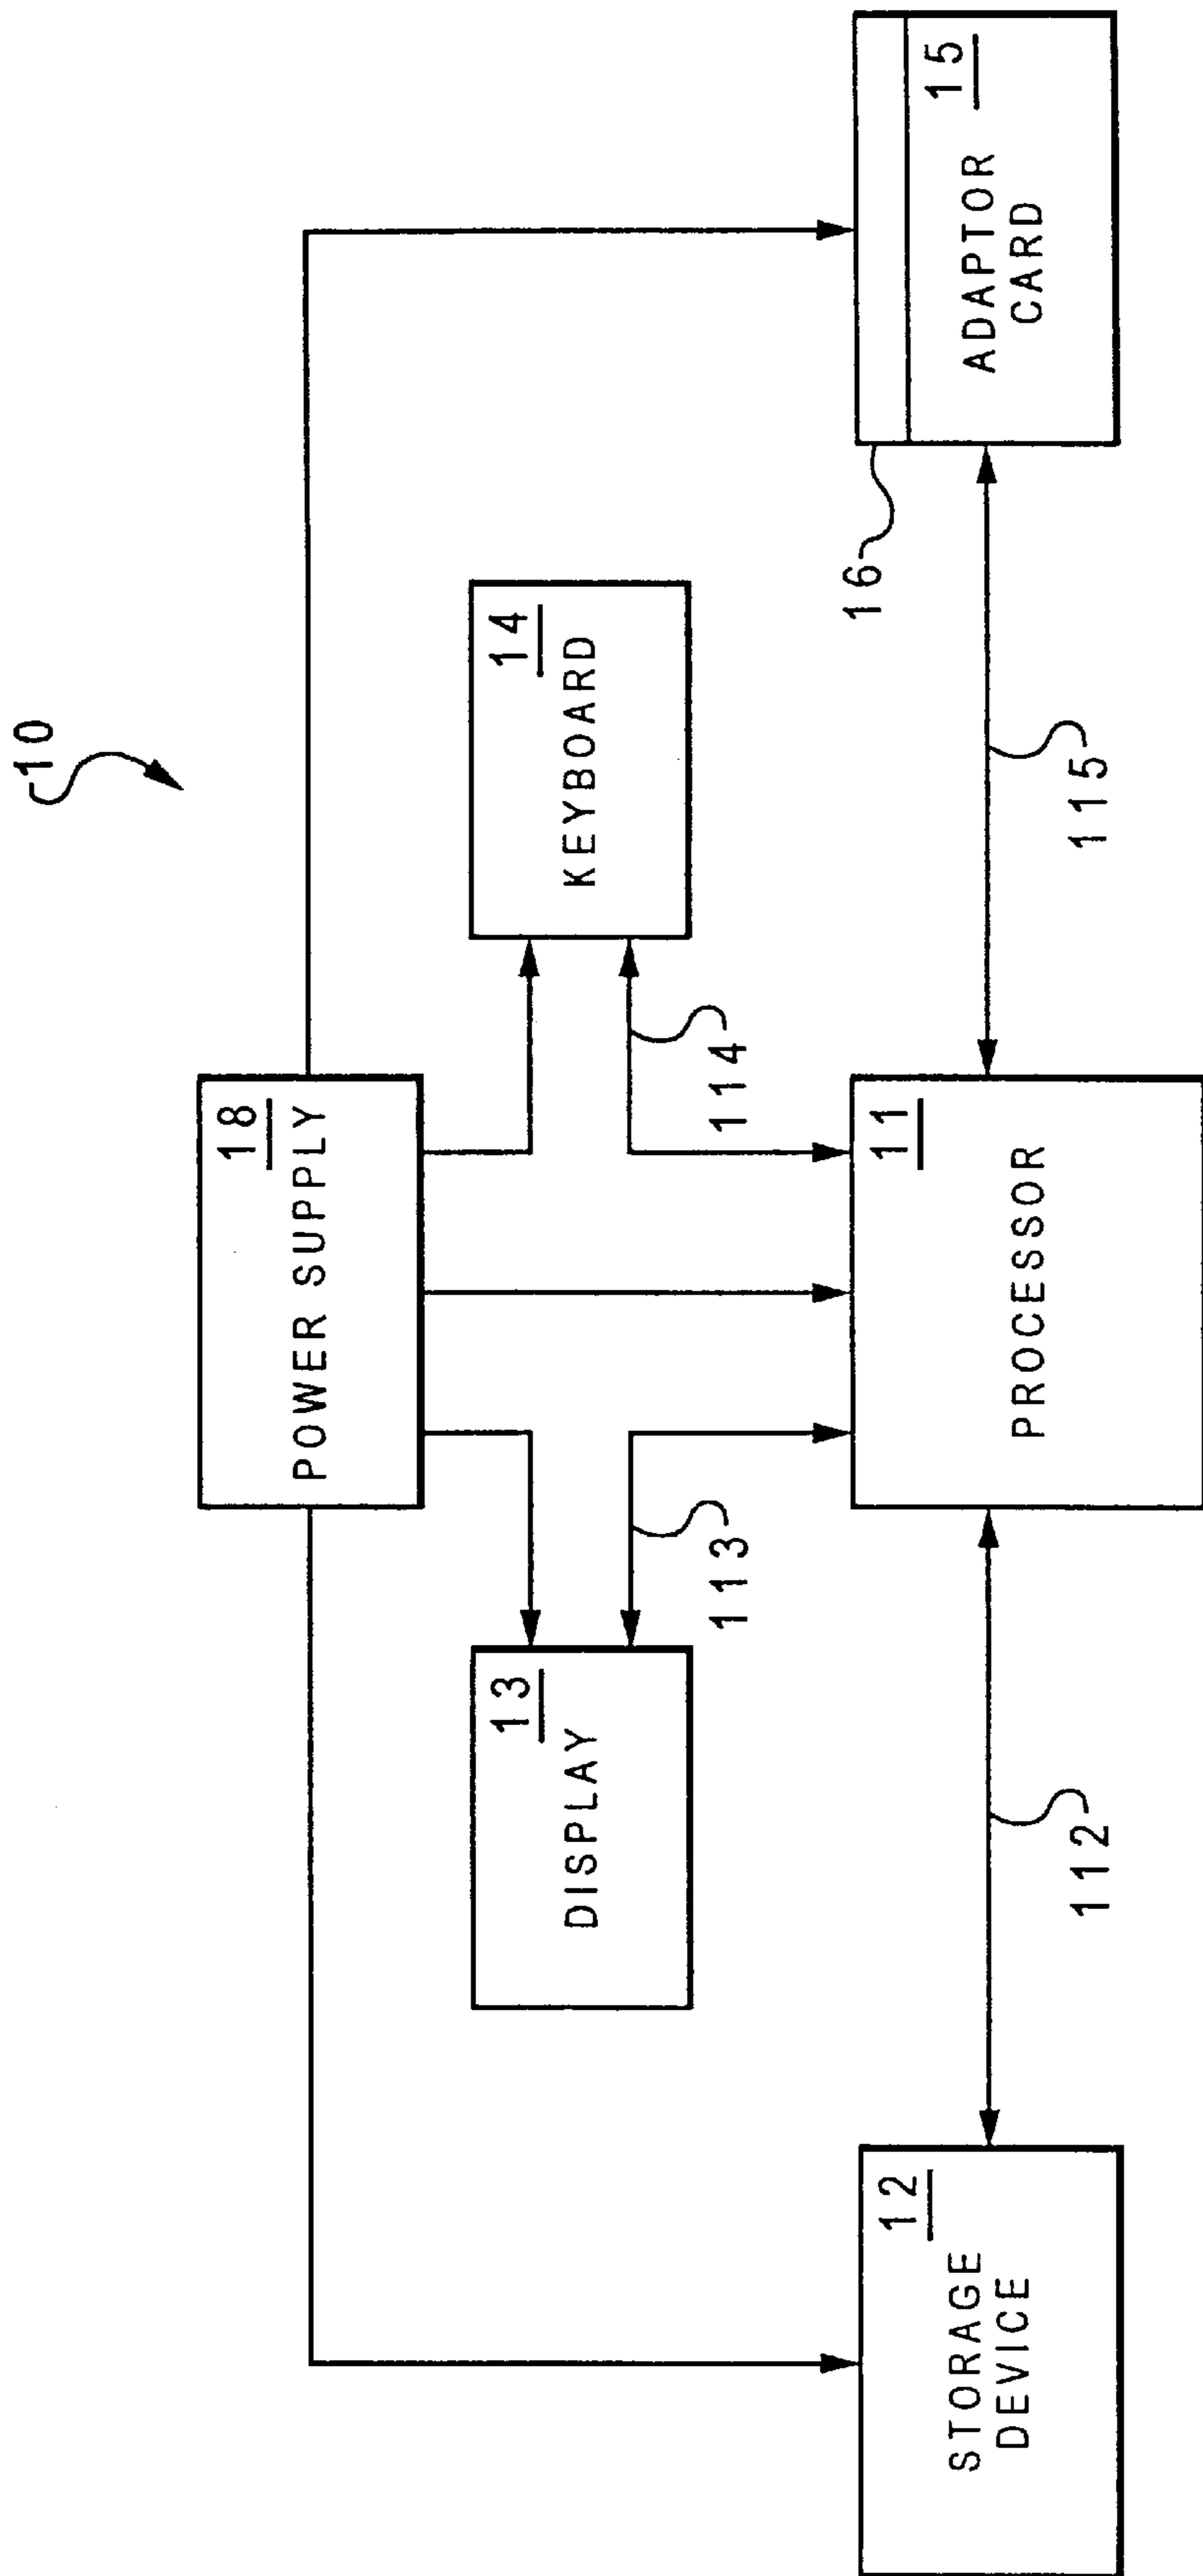 10
18
POWER SUPPLY
13
DISPLAY
14
KEYBOARD
113
114
16
12
STORAGE
DEVICE
11
PROCESSOR
15
ADAPTOR
CARD
112
115